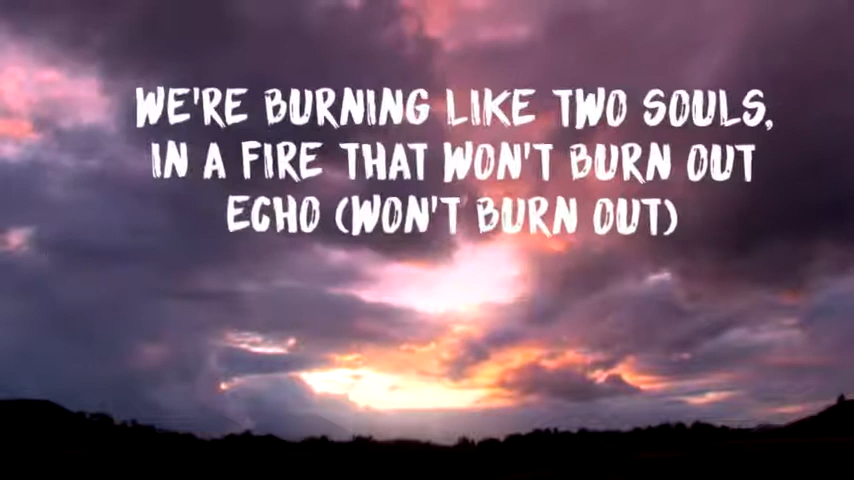 WE'RE BURNING LIKE TWO SOULS,
IN A FIRE THAT WON'T BURN OUT
ECHO (WON'T BURN OUT)